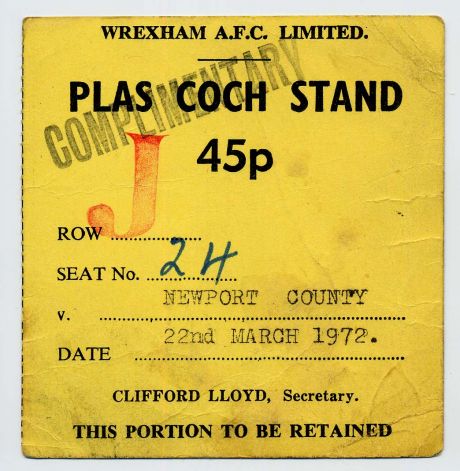 WREXHAM A.F.C. LIMITED.
COMPLIMENTARY
PLAS COCH STAND
45p
ROW J
SEAT No. 24
v. NEWPORT COUNTY
DATE 22nd MARCH 1972.
CLIFFORD LLOYD, Secretary.
THIS PORTION TO BE RETAINED